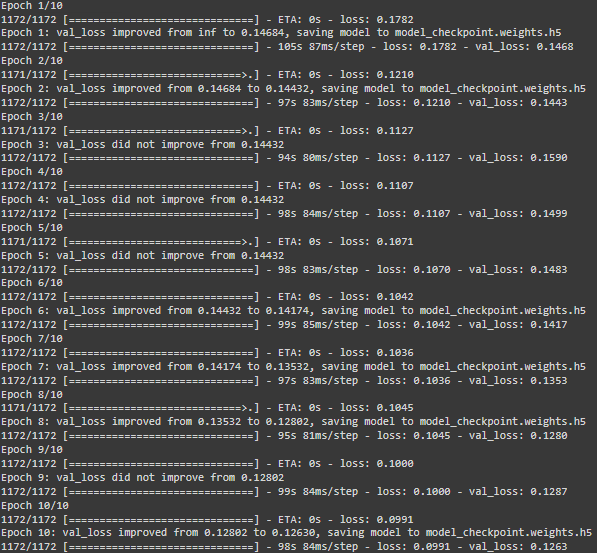 Epoch 1/10
1172/1172 [==============================] - ETA: 0s - loss: 0.1782
Epoch 1: val_loss improved from inf to 0.14684, saving model to model_checkpoint.weights.h5
1172/1172 [==============================] - 105s 87ms/step - loss: 0.1782 - val_loss: 0.1468
Epoch 2/10
1171/1172 [============================>.] - ETA: 0s - loss: 0.1210
Epoch 2: val_loss improved from 0.14684 to 0.14432, saving model to model_checkpoint.weights.h5
1172/1172 [==============================] - 97s 83ms/step - loss: 0.1210 - val_loss: 0.1443
Epoch 3/10
1171/1172 [============================>.] - ETA: 0s - loss: 0.1127
Epoch 3: val_loss did not improve from 0.14432
1172/1172 [==============================] - 94s 80ms/step - loss: 0.1127 - val_loss: 0.1590
Epoch 4/10
1172/1172 [==============================] - ETA: 0s - loss: 0.1107
Epoch 4: val_loss did not improve from 0.14432
1172/1172 [==============================] - 98s 84ms/step - loss: 0.1107 - val_loss: 0.1499
Epoch 5/10
1171/1172 [============================>.] - ETA: 0s - loss: 0.1071
Epoch 5: val_loss did not improve from 0.14432
1172/1172 [==============================] - 98s 83ms/step - loss: 0.1070 - val_loss: 0.1483
Epoch 6/10
1172/1172 [==============================] - ETA: 0s - loss: 0.1042
Epoch 6: val_loss improved from 0.14432 to 0.14174, saving model to model_checkpoint.weights.h5
1172/1172 [==============================] - 99s 85ms/step - loss: 0.1042 - val_loss: 0.1417
Epoch 7/10
1172/1172 [==============================] - ETA: 0s - loss: 0.1036
Epoch 7: val_loss improved from 0.14174 to 0.13532, saving model to model_checkpoint.weights.h5
1172/1172 [==============================] - 97s 83ms/step - loss: 0.1036 - val_loss: 0.1353
Epoch 8/10
1171/1172 [============================>.] - ETA: 0s - loss: 0.1045
Epoch 8: val_loss improved from 0.13532 to 0.12802, saving model to model_checkpoint.weights.h5
1172/1172 [==============================] - 95s 81ms/step - loss: 0.1045 - val_loss: 0.1280
Epoch 9/10
1172/1172 [==============================] - ETA: 0s - loss: 0.1000
Epoch 9: val_loss did not improve from 0.12802
1172/1172 [==============================] - 99s 84ms/step - loss: 0.1000 - val_loss: 0.1287
Epoch 10/10
1172/1172 [==============================] - ETA: 0s - loss: 0.0991
Epoch 10: val_loss improved from 0.12802 to 0.12630, saving model to model_checkpoint.weights.h5
1172/1172 [==============================] - 98s 84ms/step - loss: 0.0991 - val_loss: 0.1263